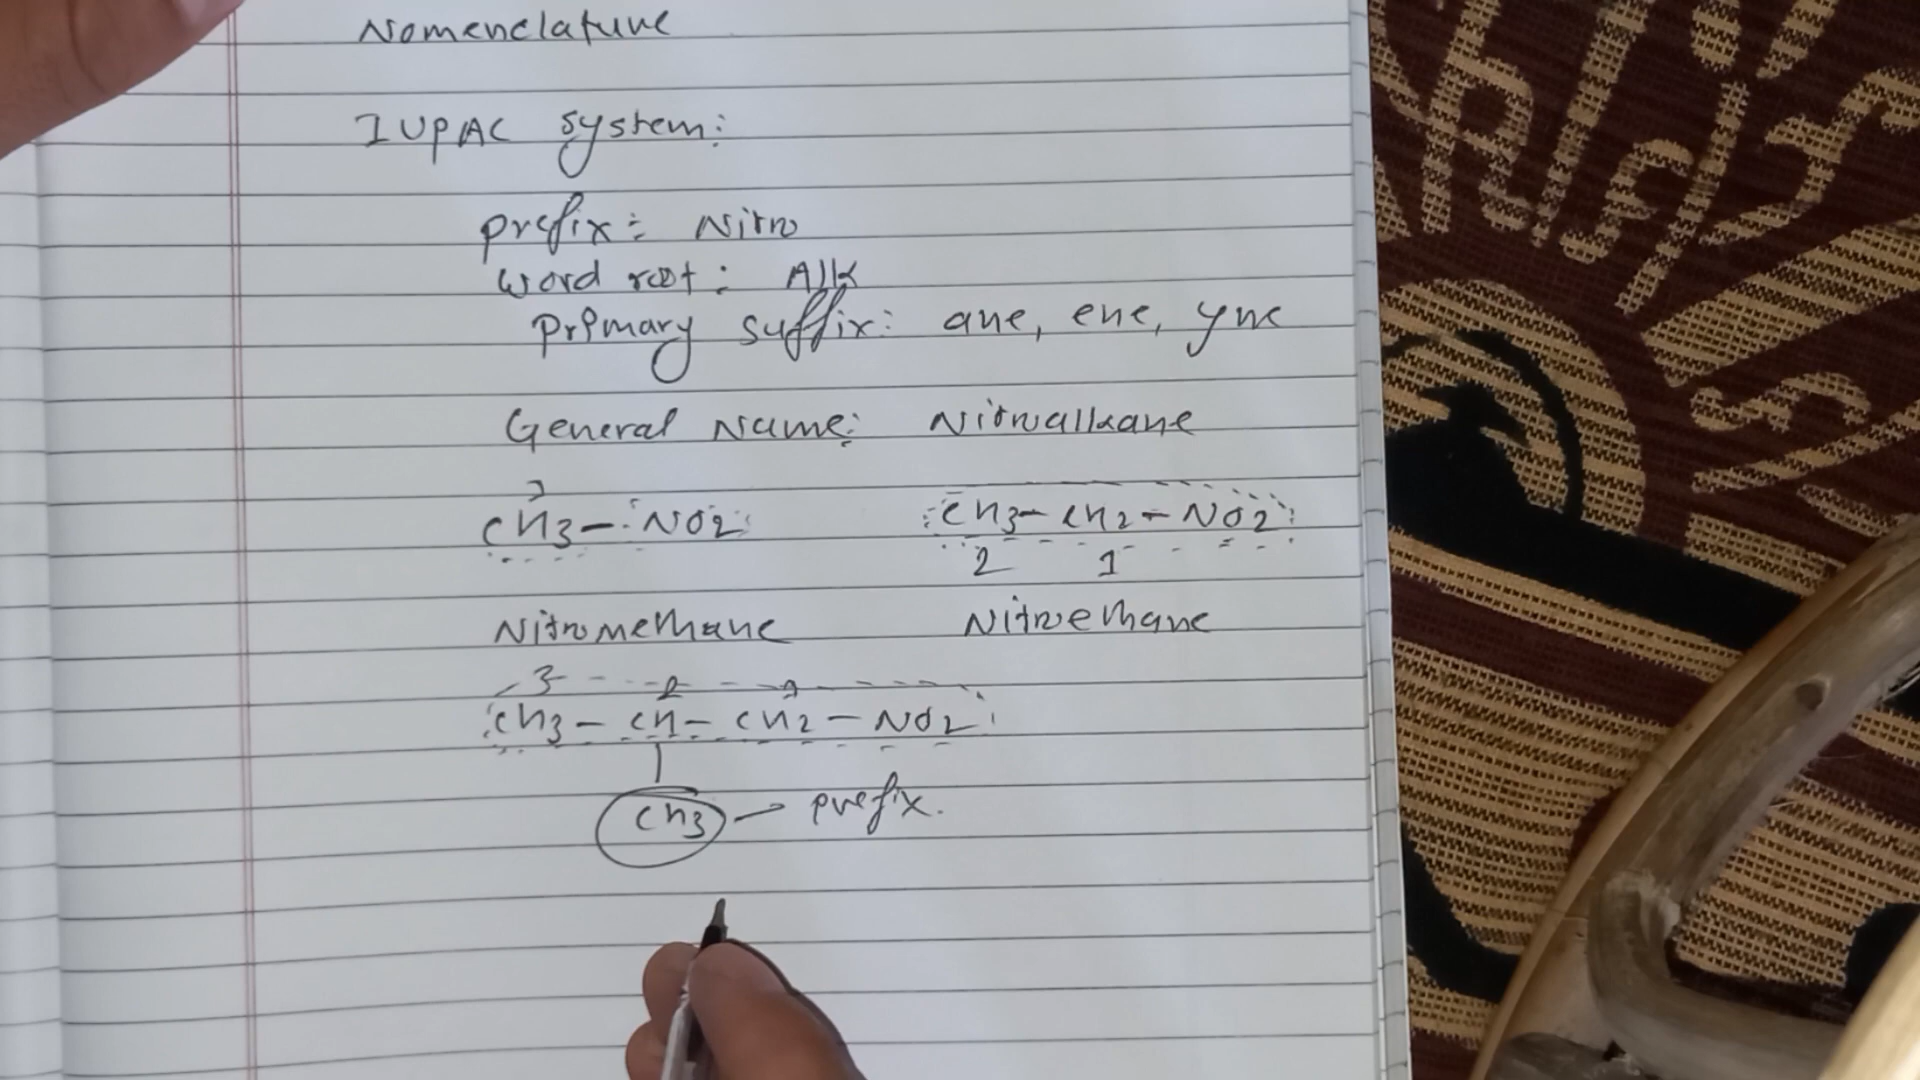 Nomenclature
IUPAC system:
prefix: Nitro
word root: Alk
Primary suffix: ane, ene, yne
General Name: Nitroalkane
CH3 - NO2 CH3 - CH2 - NO2
2 1
Nitromethane Nitroethane
3 2 1
CH3 - CH - CH2 - NO2
CH3 - prefix.